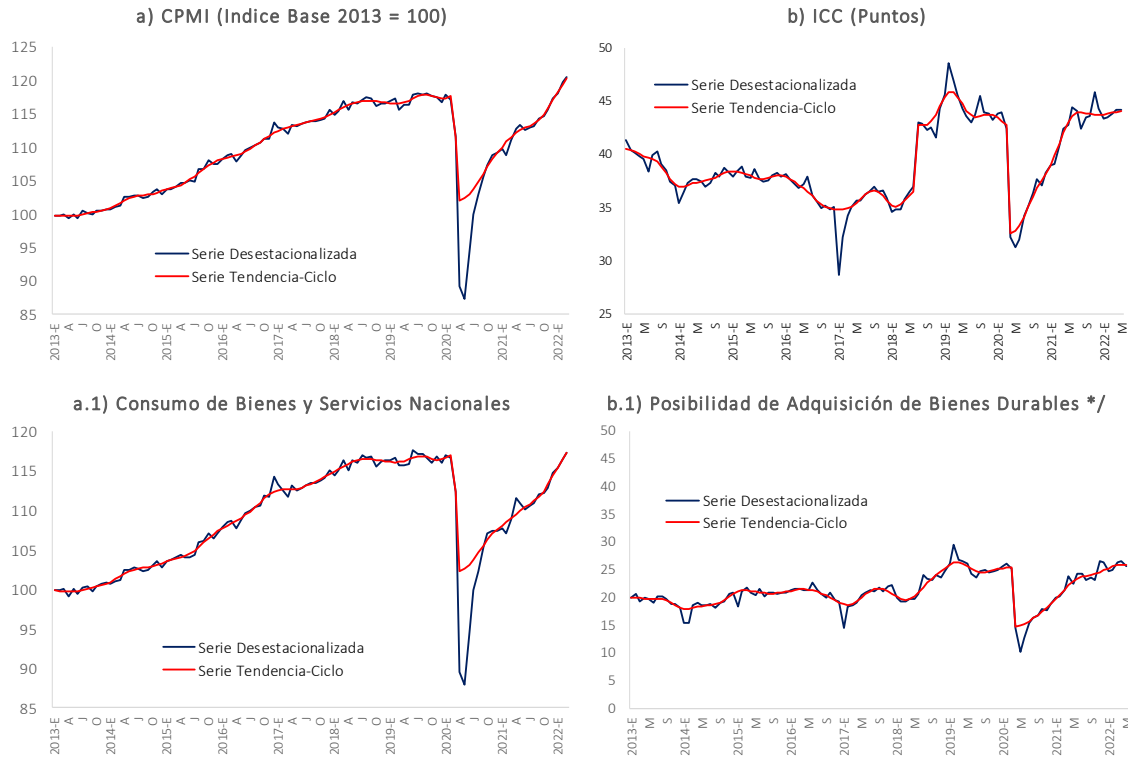 a) CPMI (Indice Base 2013 = 100)
125
120
115
110
105
100
95
90
85
Serie Desestacionalizada
Serie Tendencia-Ciclo
2013-E A J O 2014-E A J O 2015-E A J O 2016-E A J O 2017-E A J O 2018-E A J O 2019-E A J O 2020-E A J O 2021-E A J O 2022-E
b) ICC (Puntos)
50
45
40
35
30
25
Serie Desestacionalizada
Serie Tendencia-Ciclo
2013-E M S 2014-E M S 2015-E M S 2016-E M S 2017-E M S 2018-E M S 2019-E M S 2020-E M S 2021-E M S 2022-E M
a.1) Consumo de Bienes y Servicios Nacionales
120
115
110
105
100
95
90
85
Serie Desestacionalizada
Serie Tendencia-Ciclo
2013-E A J O 2014-E A J O 2015-E A J O 2016-E A J O 2017-E A J O 2018-E A J O 2019-E A J O 2020-E A J O 2021-E A J O 2022-E
b.1) Posibilidad de Adquisición de Bienes Durables */
50
45
40
35
30
25
20
15
10
5
0
Serie Desestacionalizada
Serie Tendencia-Ciclo
2013-E M S 2014-E M S 2015-E M S 2016-E M S 2017-E M S 2018-E M S 2019-E M S 2020-E M S 2021-E M S 2022-E M